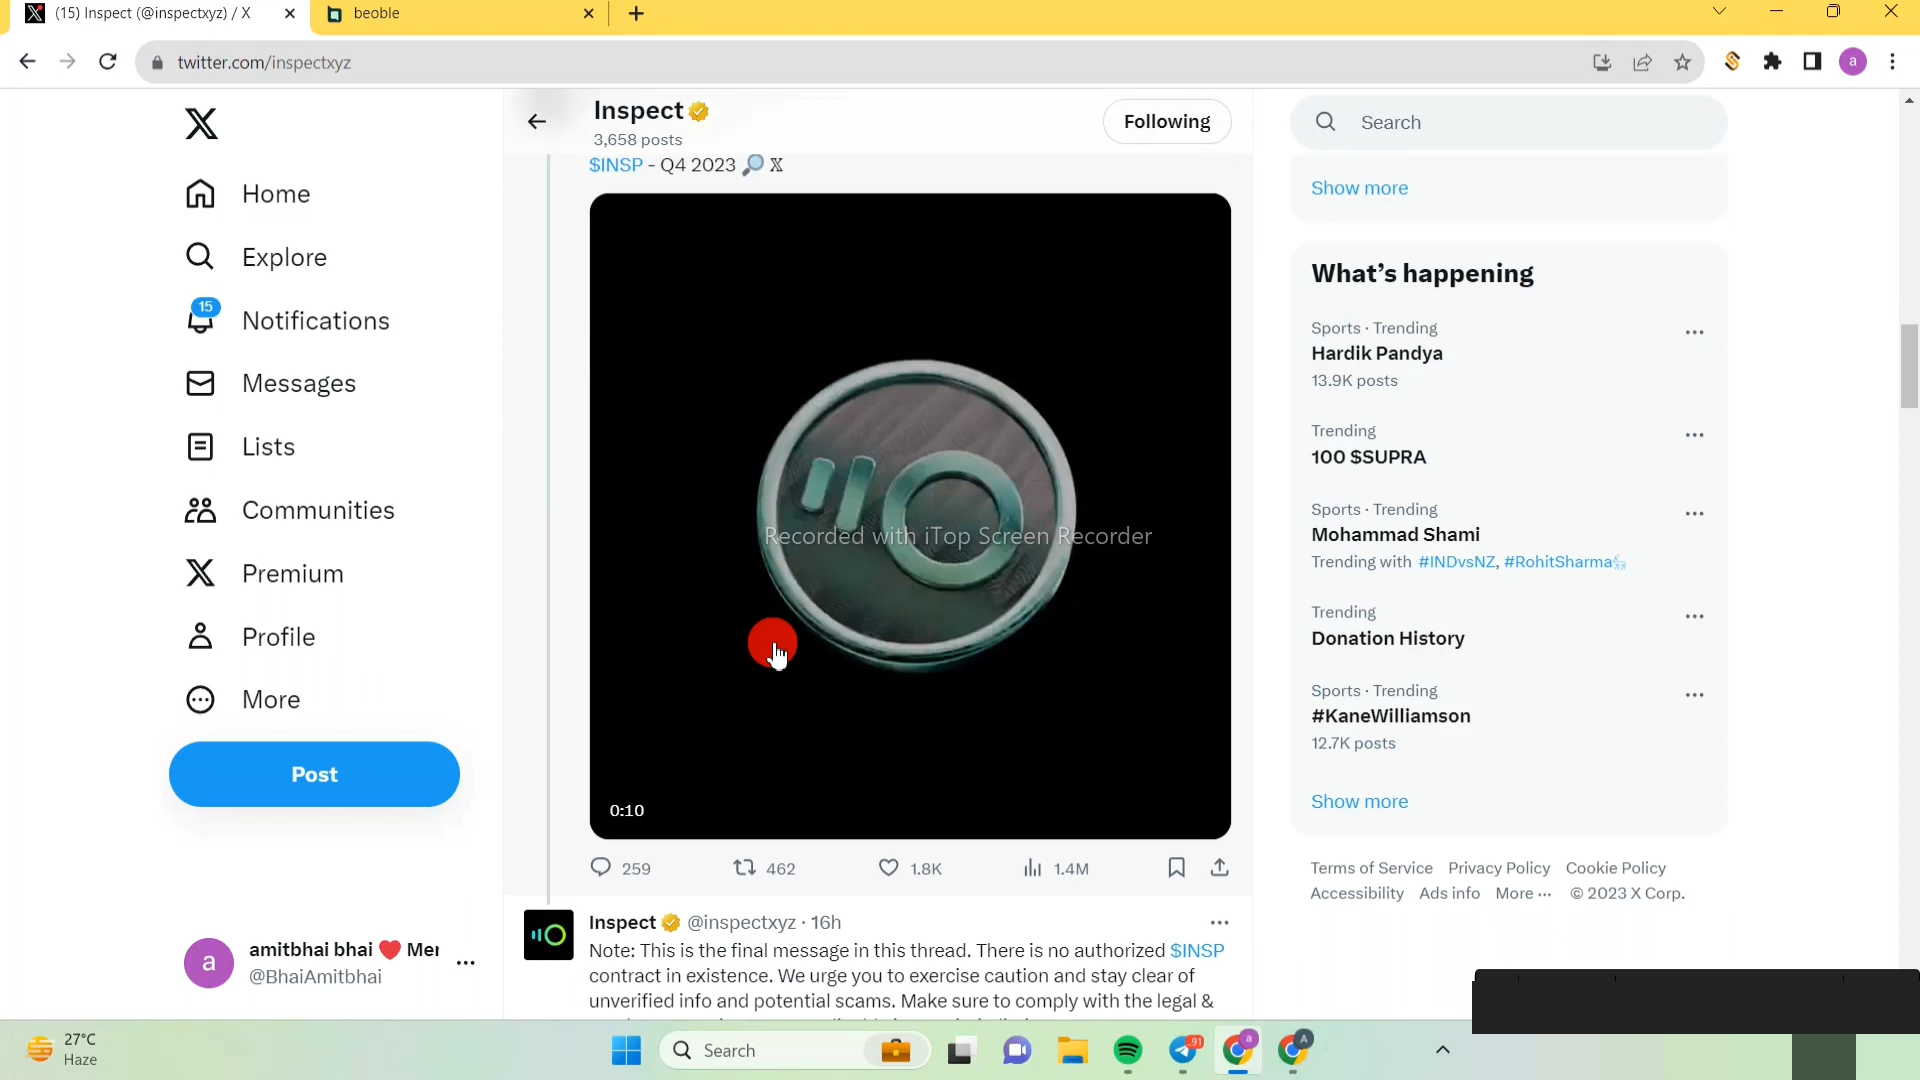 (15) Inspect (@inspectxyz) / X
beoble
twitter.com/inspectxyz
a
Inspect
3,658 posts
Following
Search
$INSP - Q4 2023 🔎 𝕏
Show more
Home
Explore
15
Notifications
Messages
Lists
Communities
Premium
Profile
More
Post
What's happening
Sports · Trending
Hardik Pandya
13.9K posts
Trending
100 $SUPRA
Sports · Trending
Mohammad Shami
Trending with #INDvsNZ, #RohitSharma
Trending
Donation History
Sports · Trending
#KaneWilliamson
12.7K posts
Show more
Recorded with iTop Screen Recorder
0:10
259
462
1.8K
1.4M
Terms of Service Privacy Policy Cookie Policy
Accessibility Ads info More ··· © 2023 X Corp.
Inspect @inspectxyz · 16h
Note: This is the final message in this thread. There is no authorized $INSP
contract in existence. We urge you to exercise caution and stay clear of
unverified info and potential scams. Make sure to comply with the legal &
a
amitbhai bhai ❤️ Mer
@BhaiAmitbhai
27°C
Haze
Search
91
a
A